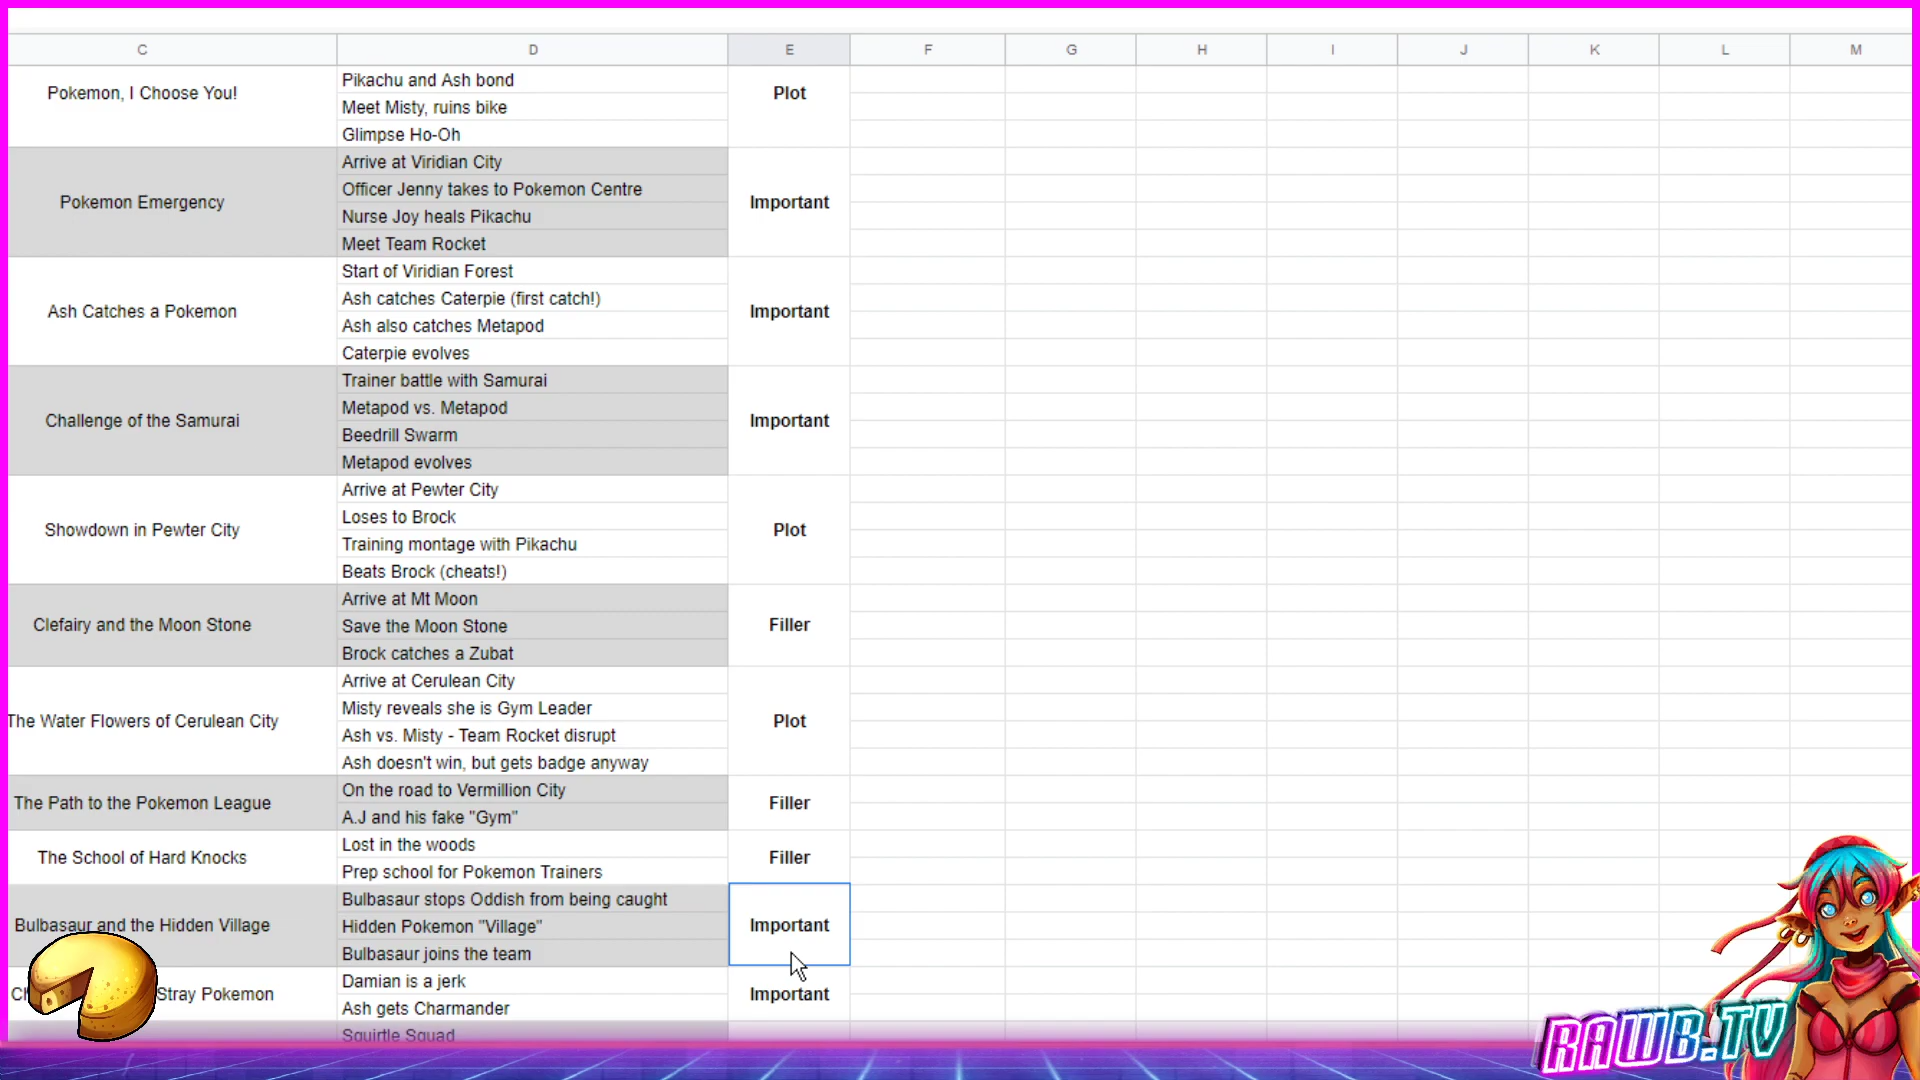 C D E F G H I J K L M
Pokemon, I Choose You!
Pikachu and Ash bond
Meet Misty, ruins bike
Glimpse Ho-Oh
Plot
Pokemon Emergency
Arrive at Viridian City
Officer Jenny takes to Pokemon Centre
Nurse Joy heals Pikachu
Meet Team Rocket
Important
Ash Catches a Pokemon
Start of Viridian Forest
Ash catches Caterpie (first catch!)
Ash also catches Metapod
Caterpie evolves
Important
Challenge of the Samurai
Trainer battle with Samurai
Metapod vs. Metapod
Beedrill Swarm
Metapod evolves
Important
Showdown in Pewter City
Arrive at Pewter City
Loses to Brock
Training montage with Pikachu
Beats Brock (cheats!)
Plot
Clefairy and the Moon Stone
Arrive at Mt Moon
Save the Moon Stone
Brock catches a Zubat
Filler
The Water Flowers of Cerulean City
Arrive at Cerulean City
Misty reveals she is Gym Leader
Ash vs. Misty - Team Rocket disrupt
Ash doesn't win, but gets badge anyway
Plot
The Path to the Pokemon League
On the road to Vermillion City
A.J and his fake "Gym"
Filler
The School of Hard Knocks
Lost in the woods
Prep school for Pokemon Trainers
Filler
Bulbasaur and the Hidden Village
Bulbasaur stops Oddish from being caught
Hidden Pokemon "Village"
Bulbasaur joins the team
Important
Stray Pokemon
Damian is a jerk
Ash gets Charmander
Important
Squirtle Squad
RAWB.TV